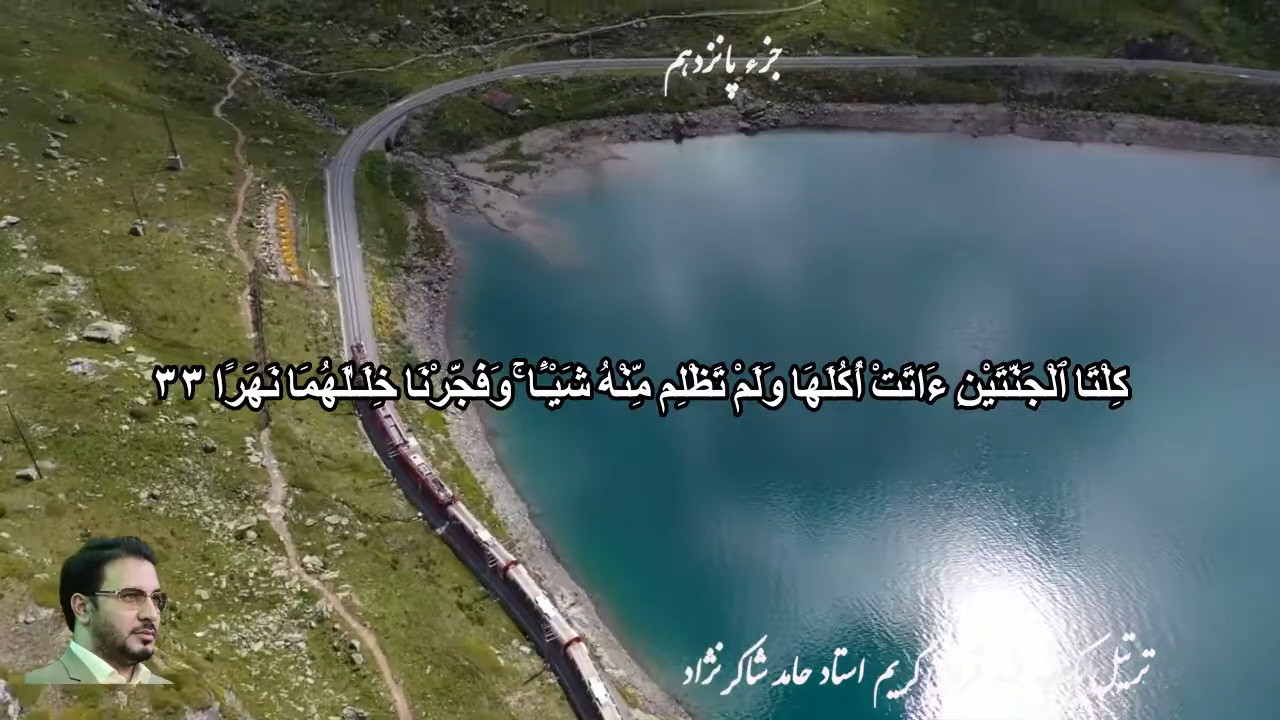 جزء پانزدهم
كِلْتَا ٱلْجَنَّتَيْنِ ءَاتَتْ أُكُلَهَا وَلَمْ تَظْلِم مِّنْهُ شَيْـًٔا ۚ وَفَجَّرْنَا خِلَـٰلَهُمَا نَهَرًا ٣٣
ترتیل کریم استاد حامد شاکرنژاد